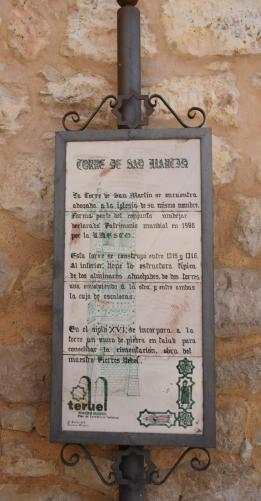 TORRE DE SAN MARTIN
La Torre de San Martín se encuentra
adosada a la iglesia de su mismo nombre.
Forma parte del conjunto mudéjar
declarado Patrimonio mundial en 1986
por la UNESCO.
Esta torre se construyó entre 1315 y 1316.
Al interior, tiene la estructura típica
de los alminares almohades, de dos torres,
una envolviendo a la otra, y entre ambas
la caja de escaleras.
En el siglo XVI, se incorpora a la
torre un muro de piedra en talud para
consolidar la cimentación, obra del
maestro Pierres Vedel.
teruel